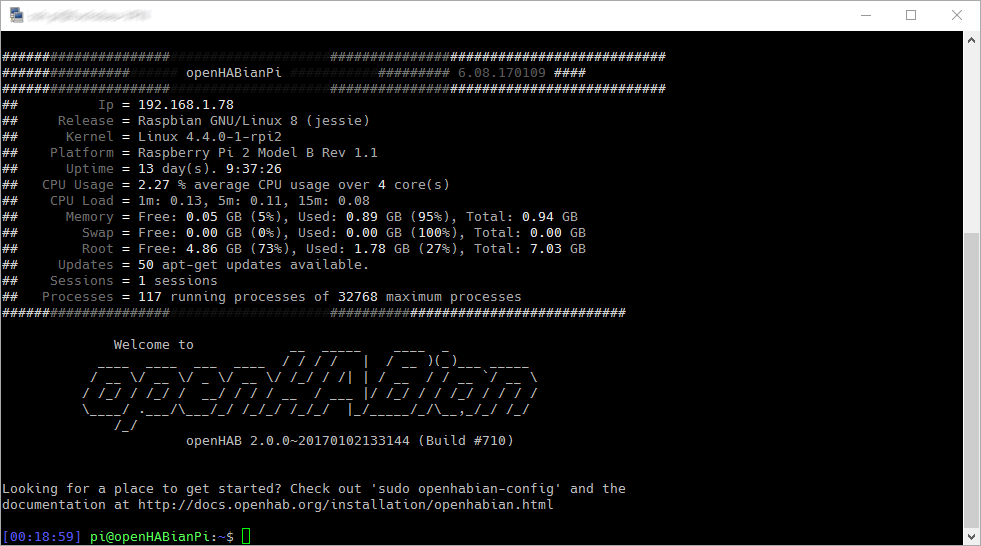 ###################################################################################
################ openHABianPi ######### 6.08.170109 ####
###################################################################################
## Ip = 192.168.1.78
## Release = Raspbian GNU/Linux 8 (jessie)
## Kernel = Linux 4.4.0-1-rpi2
## Platform = Raspberry Pi 2 Model B Rev 1.1
## Uptime = 13 day(s). 9:37:26
## CPU Usage = 2.27 % average CPU usage over 4 core(s)
## CPU Load = 1m: 0.13, 5m: 0.11, 15m: 0.08
## Memory = Free: 0.05 GB (5%), Used: 0.89 GB (95%), Total: 0.94 GB
## Swap = Free: 0.00 GB (0%), Used: 0.00 GB (100%), Total: 0.00 GB
## Root = Free: 4.86 GB (73%), Used: 1.78 GB (27%), Total: 7.03 GB
## Updates = 50 apt-get updates available.
## Sessions = 1 sessions
## Processes = 117 running processes of 32768 maximum processes
##############################################################################
Welcome to
openHABian
openHAB 2.0.0~20170102133144 (Build #710)
Looking for a place to get started? Check out 'sudo openhabian-config' and the
documentation at http://docs.openhab.org/installation/openhabian.html
[00:18:59] pi@openHABianPi:~$